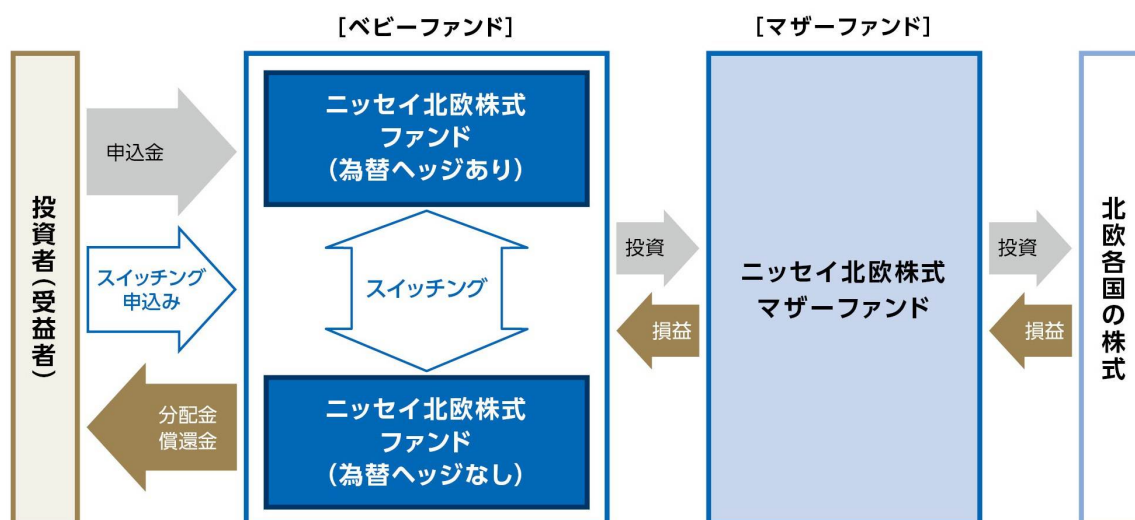 [ベビーファンド]
[マザーファンド]
投資者(受益者)
申込金
スイッチング
申込み
分配金
償還金
ニッセイ北欧株式
ファンド
(為替ヘッジあり)
スイッチング
ニッセイ北欧株式
ファンド
(為替ヘッジなし)
投資
損益
ニッセイ北欧株式
マザーファンド
投資
損益
北欧各国の株式